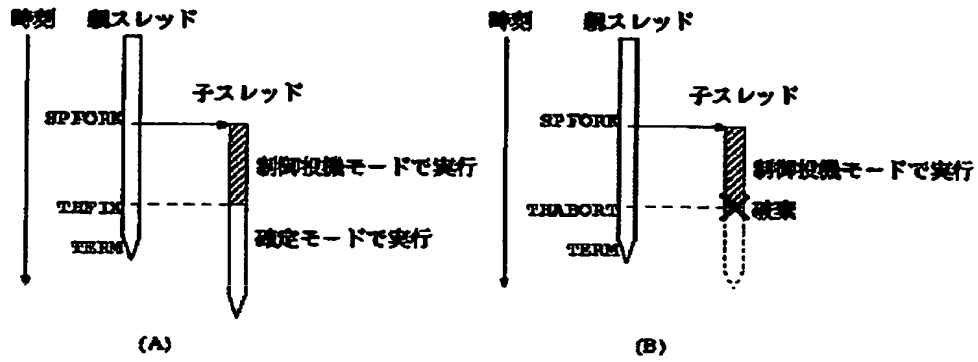 時刻 親スレッド
子スレッド
SPFORK
制御投機モードで実行
THFIX
確定モードで実行
TERM
(A)
時刻 親スレッド
子スレッド
SPFORK
制御投機モードで実行
THABORT
破棄
TERM
(B)